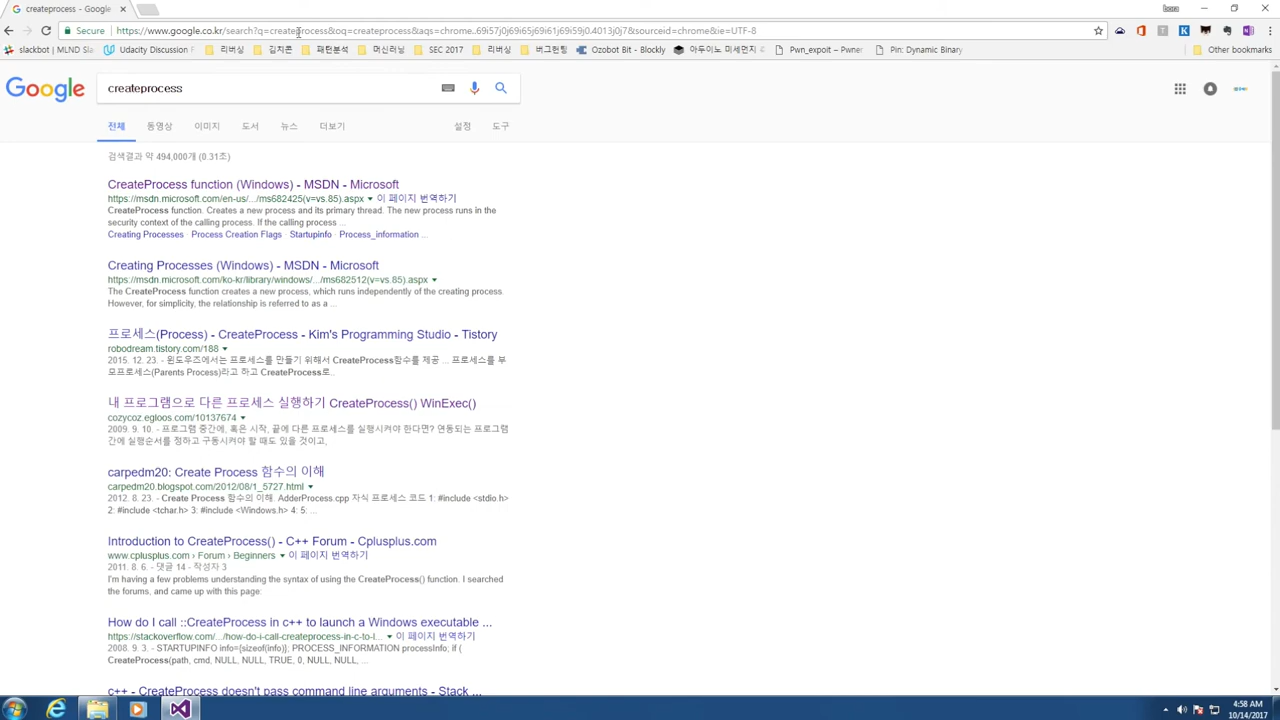 createprocess - Google
Secure https://www.google.co.kr/search?q=createprocess&oq=createprocess&aqs=chrome..69i57j0j69i65j69i61j69i59j0.4013j0j7&sourceid=chrome&ie=UTF-8
slackbot | MLND Sl Udacity Discussion 리버싱 김치콘 패턴분석 머신러닝 SEC 2017 리버싱 버그헌팅 Ozobot Bit - Blockly 아두이노 미세먼지 Pwn_exploit – Pwnc Pin: Dynamic Binary Other bookmarks
Google
createprocess
전체 동영상 이미지 도서 뉴스 더보기 설정 도구
검색결과 약 494,000개 (0.31초)
CreateProcess function (Windows) - MSDN - Microsoft
https://msdn.microsoft.com/en-us/.../ms682425(v=vs.85).aspx 이 페이지 번역하기
CreateProcess function. Creates a new process and its primary thread. The new process runs in the
security context of the calling process. If the calling process ...
Creating Processes · Process Creation Flags · Startupinfo · Process_information ...
Creating Processes (Windows) - MSDN - Microsoft
https://msdn.microsoft.com/ko-kr/library/windows/.../ms682512(v=vs.85).aspx
The CreateProcess function creates a new process, which runs independently of the creating process.
However, for simplicity, the relationship is referred to as a ...
프로세스(Process) - CreateProcess - Kim's Programming Studio - Tistory
robodream.tistory.com/188
2015. 12. 23. - 윈도우즈에서는 프로세스를 만들기 위해서 CreateProcess함수를 제공 ... 프로세스를 부
모프로세스(Parents Process)라고 하고 CreateProcess로..
내 프로그램으로 다른 프로세스 실행하기 CreateProcess() WinExec()
cozycoz.egloos.com/10137674
2009. 9. 10. - 프로그램 중간에, 혹은 시작, 끝에 다른 프로세스를 실행시켜야 한다면? 연동되는 프로그램
간에 실행순서를 정하고 구동시켜야 할 때도 있을 것이고,
carpedm20: Create Process 함수의 이해
carpedm20.blogspot.com/2012/08/1_5727.html
2012. 8. 23. - Create Process 함수의 이해. AdderProcess.cpp 자식 프로세스 코드 1: #include <stdio.h>
2: #include <tchar.h> 3: #include <Windows.h> 4: 5: ...
Introduction to CreateProcess() - C++ Forum - Cplusplus.com
www.cplusplus.com › Forum › Beginners 이 페이지 번역하기
2011. 8. 6. - 댓글 14 - 작성자 3
I'm having a few problems understanding the syntax of using the CreateProcess() function. I searched
the forums, and came up with this page:
How do I call ::CreateProcess in c++ to launch a Windows executable ...
https://stackoverflow.com/.../how-do-i-call-createprocess-in-c-to-l... 이 페이지 번역하기
2008. 9. 3. - STARTUPINFO info={sizeof(info)}; PROCESS_INFORMATION processInfo; if (
CreateProcess(path, cmd, NULL, NULL, TRUE, 0, NULL, NULL, ...
c++ - CreateProcess doesn't pass command line arguments - Stack ...
4:58 AM
10/14/2017